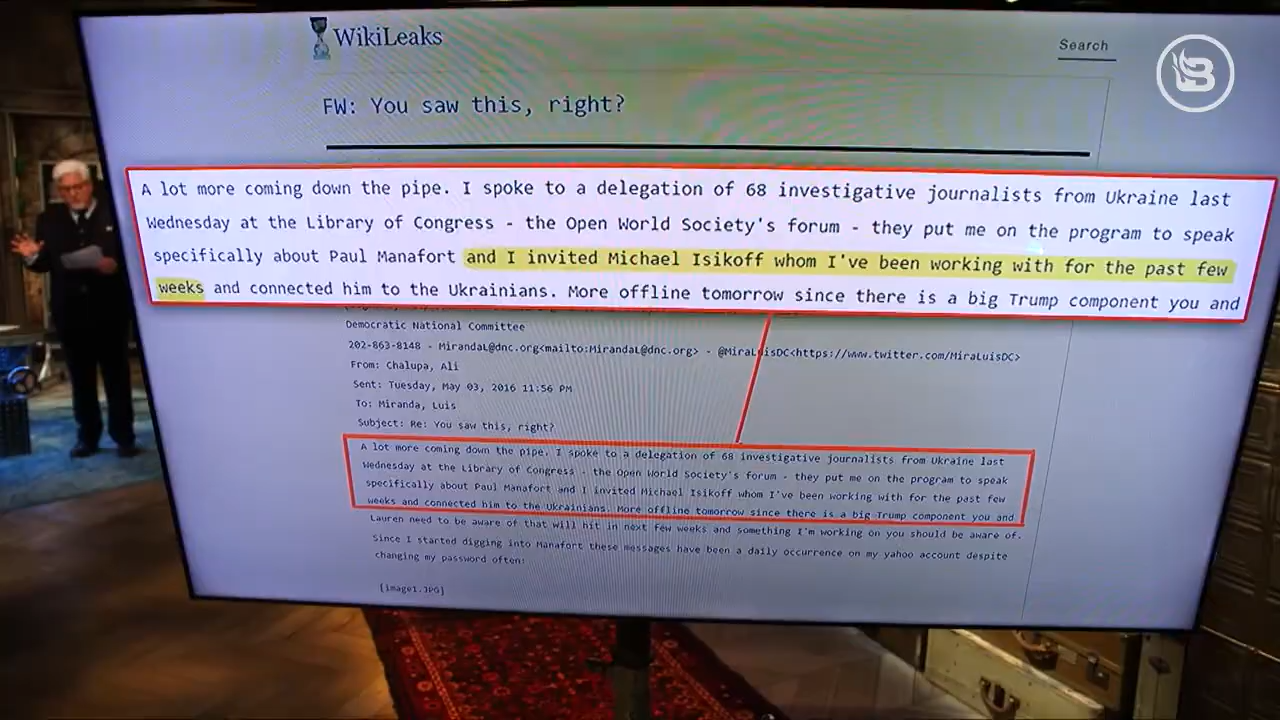 WikiLeaks
Search
FW: You saw this, right?
A lot more coming down the pipe. I spoke to a delegation of 68 investigative journalists from Ukraine last
Wednesday at the Library of Congress - the Open World Society's forum - they put me on the program to speak
specifically about Paul Manafort and I invited Michael Isikoff whom I've been working with for the past few
weeks and connected him to the Ukrainians. More offline tomorrow since there is a big Trump component you and
Democratic National Committee
202-863-8148 - MirandaL@dnc.org<mailto:MirandaL@dnc.org> - @MiraLuisDC<https://www.twitter.com/MiraLuisDC>
From: Chalupa, Ali
Sent: Tuesday, May 03, 2016 11:56 PM
To: Miranda, Luis
Subject: Re: You saw this, right?
A lot more coming down the pipe. I spoke to a delegation of 68 investigative journalists from Ukraine last
Wednesday at the Library of Congress - the Open World Society's forum - they put me on the program to speak
specifically about Paul Manafort and I invited Michael Isikoff whom I've been working with for the past few
weeks and connected him to the Ukrainians. More offline tomorrow since there is a big Trump component you and
Lauren need to be aware of that will hit in next few weeks and something I'm working on you should be aware of.
Since I started digging into Manafort these messages have been a daily occurrence on my yahoo account despite
changing my password often:
[image1.JPG]
B